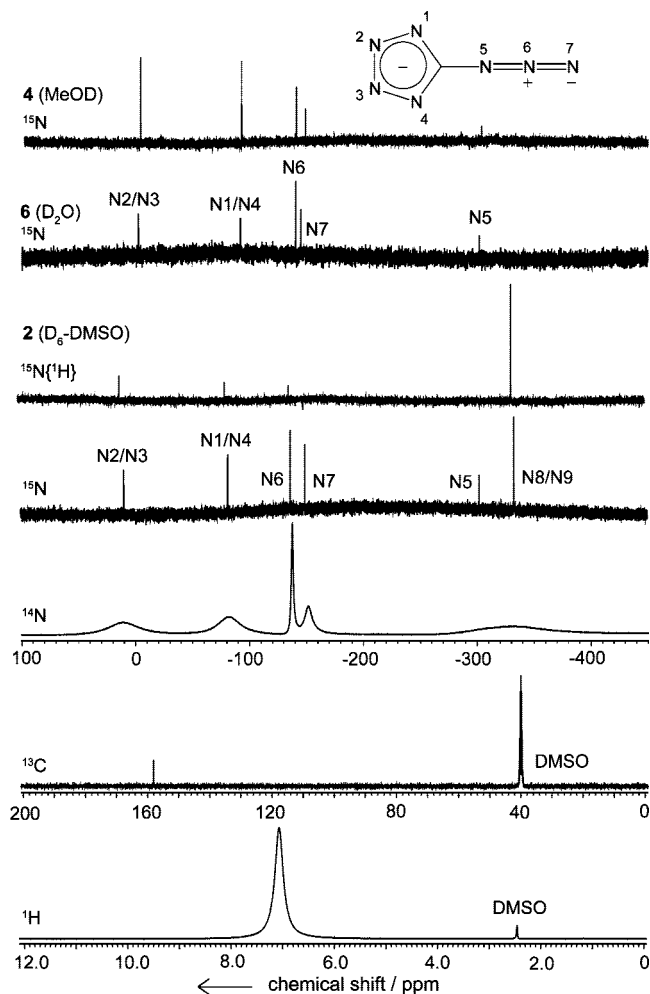 1
2
N
N
5
6
7
−
N
N
N
+
−
N
N
3
4
4 (MeOD)
¹⁵N
N6
6 (D₂O)
¹⁵N
N2/N3
N1/N4
N7
N5
2 (D₆-DMSO)
¹⁵N{¹H}
¹⁵N
N2/N3
N1/N4
N6
N7
N5
N8/N9
¹⁴N
100 0 -100 -200 -300 -400
¹³C
DMSO
200 160 120 80 40 0
¹H
DMSO
12.0 10.0 8.0 6.0 4.0 2.0 0.0
chemical shift / ppm